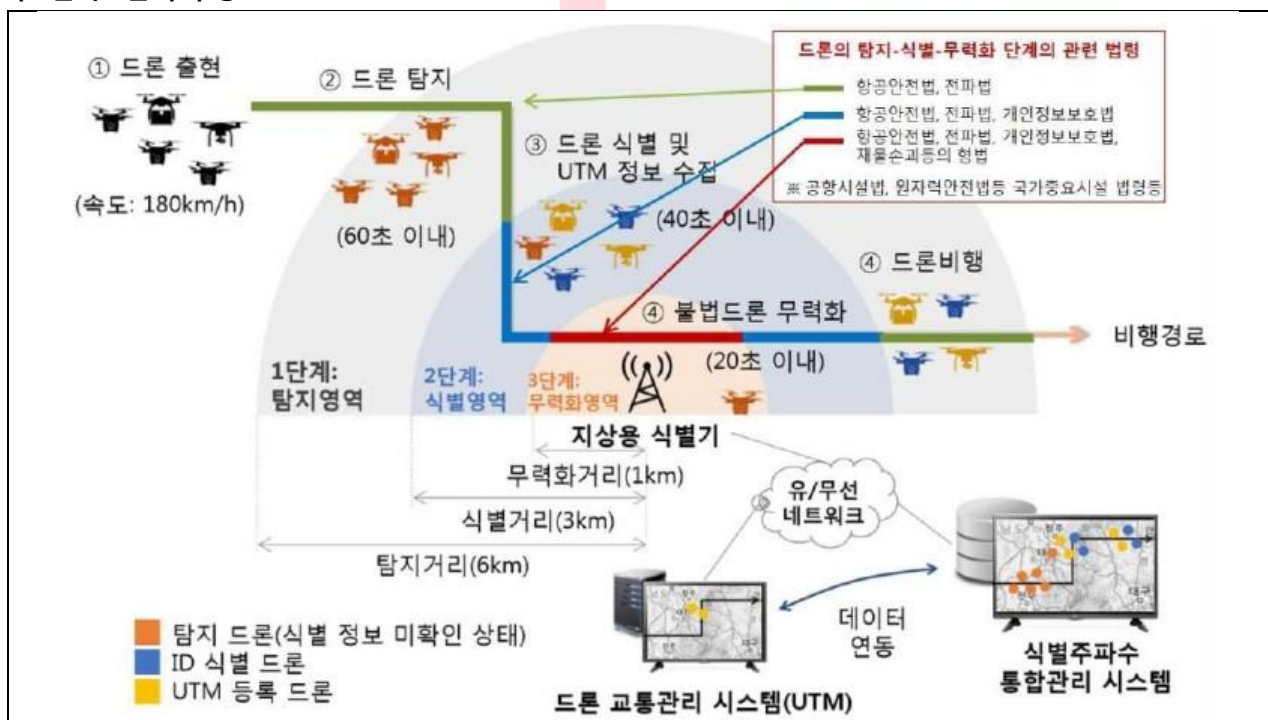 ① 드론 출현
(속도: 180km/h)
② 드론 탐지
(60초 이내)
③ 드론 식별 및
UTM 정보 수집
(40초 이내)
드론의 탐지-식별-무력화 단계의 관련 법령
항공안전법, 전파법
항공안전법, 전파법, 개인정보보호법
항공안전법, 전파법, 개인정보보호법,
재물손괴등의 형법
※ 공항시설법, 원자력안전법등 국가중요시설 법령등
④ 드론비행
④ 불법드론 무력화
(20초 이내)
비행경로
1단계:
탐지영역
2단계:
식별영역
3단계:
무력화영역
지상용 식별기
무력화거리(1km)
식별거리(3km)
탐지거리(6km)
유/무선
네트워크
데이터
연동
대구
탐지 드론(식별 정보 미확인 상태)
ID 식별 드론
UTM 등록 드론
드론 교통관리 시스템(UTM)
식별주파수
통합관리 시스템